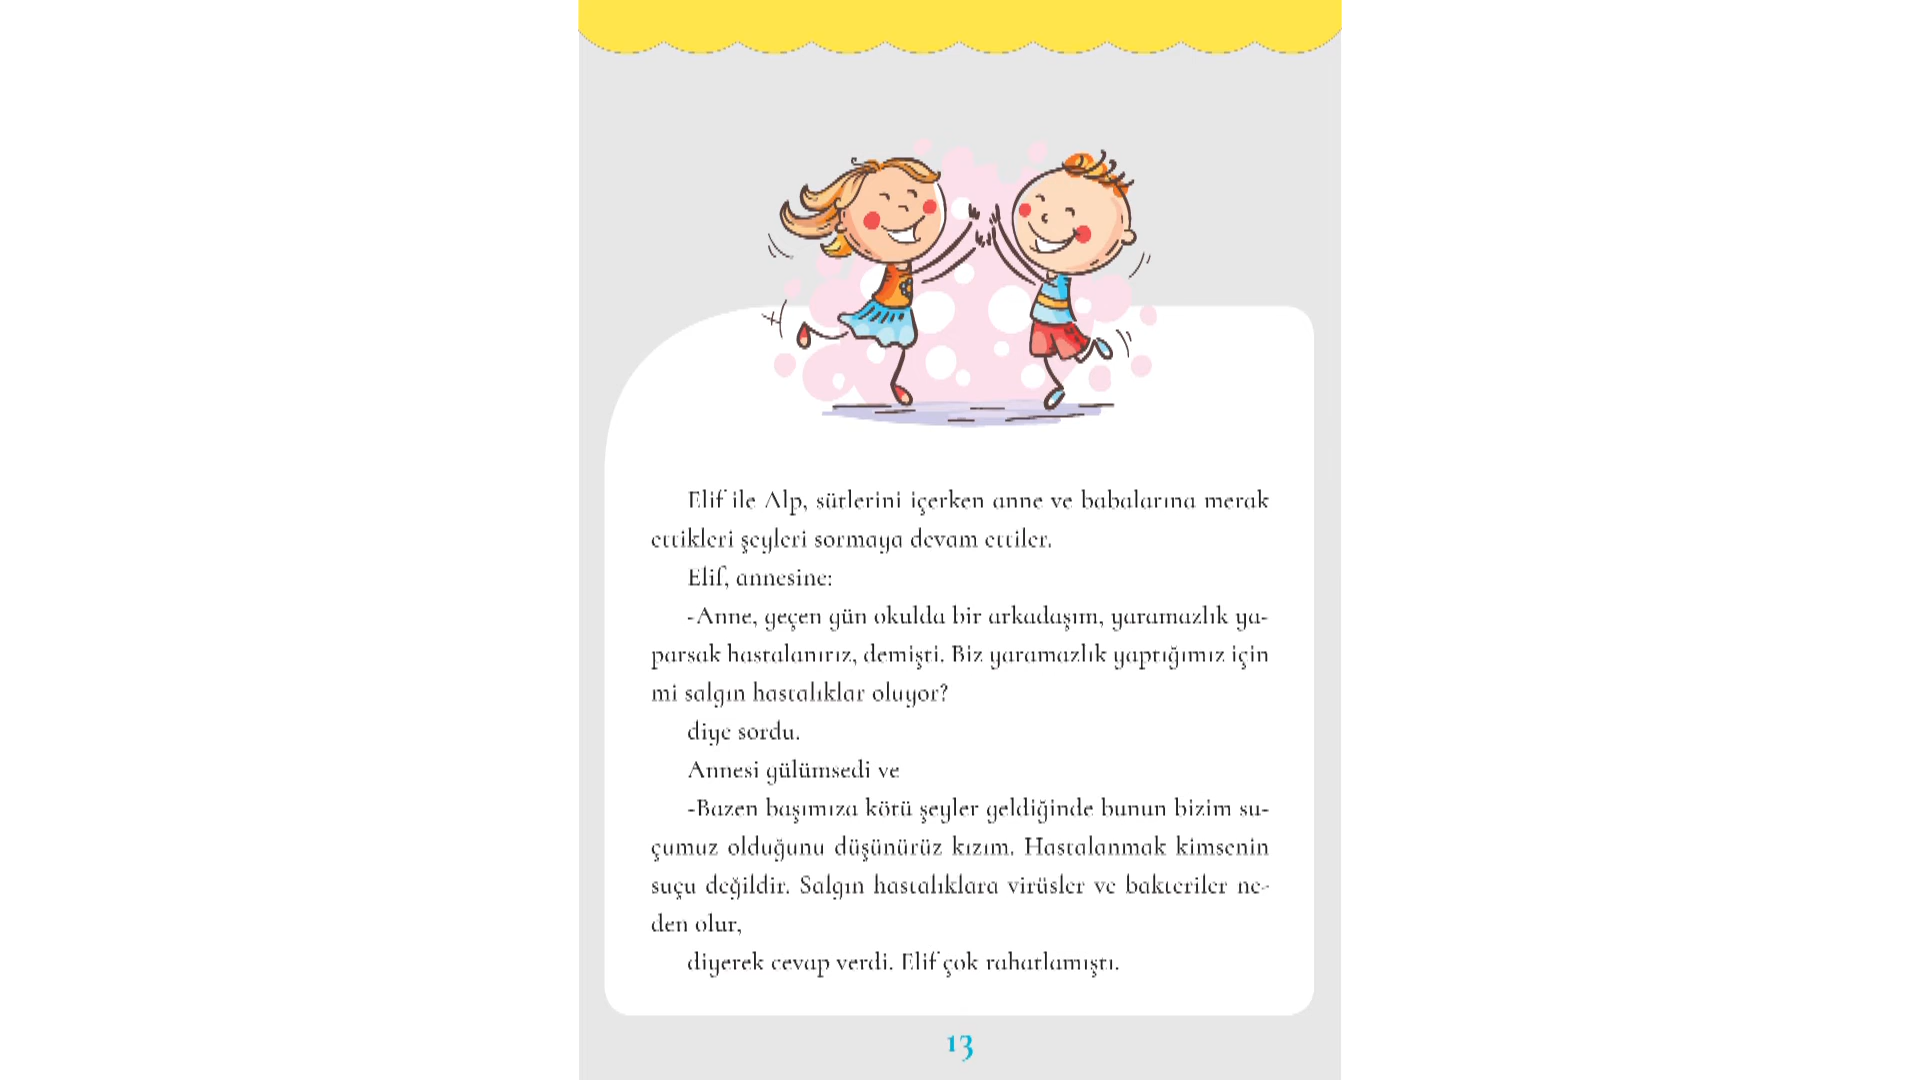 Elif ile Alp, sütlerini içerken anne ve babalarına merak
ettikleri şeyleri sormaya devam ettiler.
Elif, annesine:
-Anne, geçen gün okulda bir arkadaşım, yaramazlık ya-
parsak hastalanırız, demişti. Biz yaramazlık yaptığımız için
mi salgın hastalıklar oluyor?
diye sordu.
Annesi gülümsedi ve
-Bazen başımıza kötü şeyler geldiğinde bunun bizim su-
çumuz olduğunu düşünürüz kızım. Hastalanmak kimsenin
suçu değildir. Salgın hastalıklara virüsler ve bakteriler ne-
den olur,
diyerek cevap verdi. Elif çok rahatlamıştı.
13